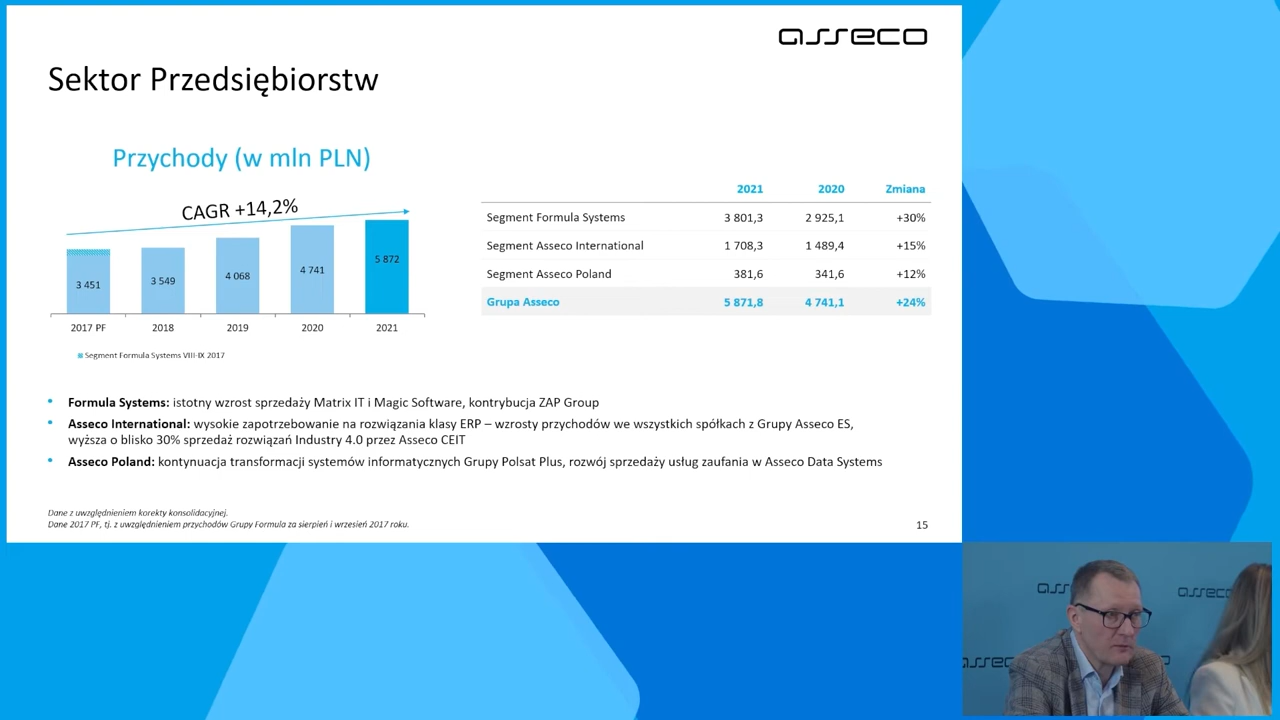 asseco
Sektor Przedsiębiorstw
Przychody (w mln PLN)
CAGR +14,2%
3 451
3 549
4 068
4 741
5 872
2017 PF
2018
2019
2020
2021
Segment Formula Systems VIII-IX 2017
2021 2020 Zmiana
Segment Formula Systems 3 801,3 2 925,1 +30%
Segment Asseco International 1 708,3 1 489,4 +15%
Segment Asseco Poland 381,6 341,6 +12%
Grupa Asseco 5 871,8 4 741,1 +24%
• Formula Systems: istotny wzrost sprzedaży Matrix IT i Magic Software, kontrybucja ZAP Group
• Asseco International: wysokie zapotrzebowanie na rozwiązania klasy ERP – wzrosty przychodów we wszystkich spółkach z Grupy Asseco ES,
wyższa o blisko 30% sprzedaż rozwiązań Industry 4.0 przez Asseco CEIT
• Asseco Poland: kontynuacja transformacji systemów informatycznych Grupy Polsat Plus, rozwój sprzedaży usług zaufania w Asseco Data Systems
Dane z uwzględnieniem korekty konsolidacyjnej.
Dane 2017 PF, tj. z uwzględnieniem przychodów Grupy Formula za sierpień i wrzesień 2017 roku.
15
ass
asseco
asseco